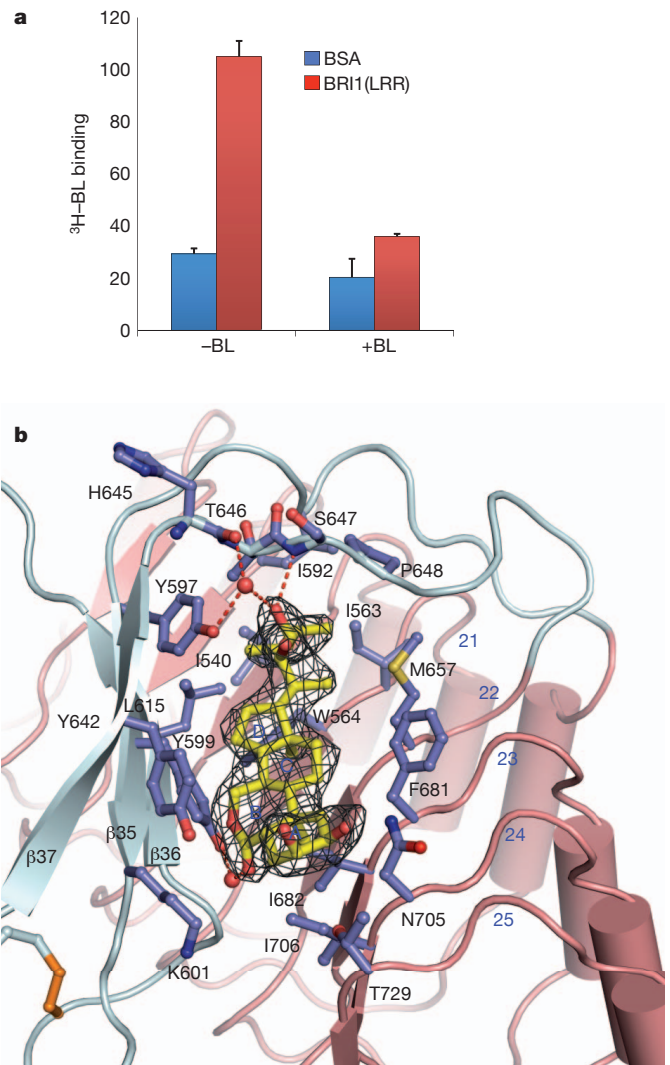 a
120
100
80
60
40
20
0
³H–BL binding
BSA
BRI1(LRR)
–BL
+BL
b
H645
T646
S647
I592
P648
Y597
I563
21
I540
M657
22
L615
W564
Y642
Y599
23
F681
24
β35
β36
β37
I682
N705
25
I706
K601
T729